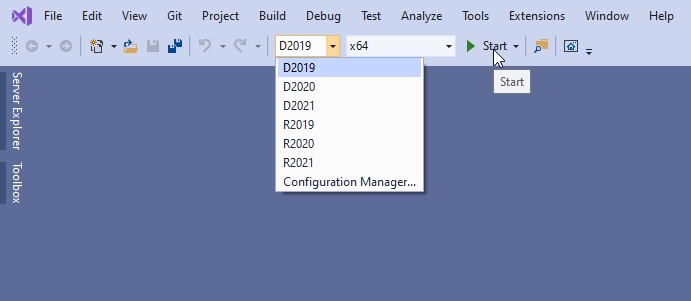 File Edit View Git Project Build Debug Test Analyze Tools Extensions Window Help
D2019 x64 Start
D2019
Start
D2020
D2021
R2019
R2020
R2021
Configuration Manager...
Server Explorer
Toolbox